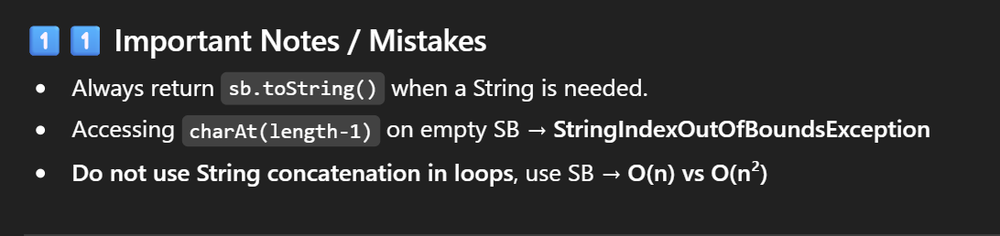 1️⃣ 1️⃣ Important Notes / Mistakes
• Always return sb.toString() when a String is needed.
• Accessing charAt(length-1) on empty SB → StringIndexOutOfBoundsException
• Do not use String concatenation in loops, use SB → O(n) vs O(n²)